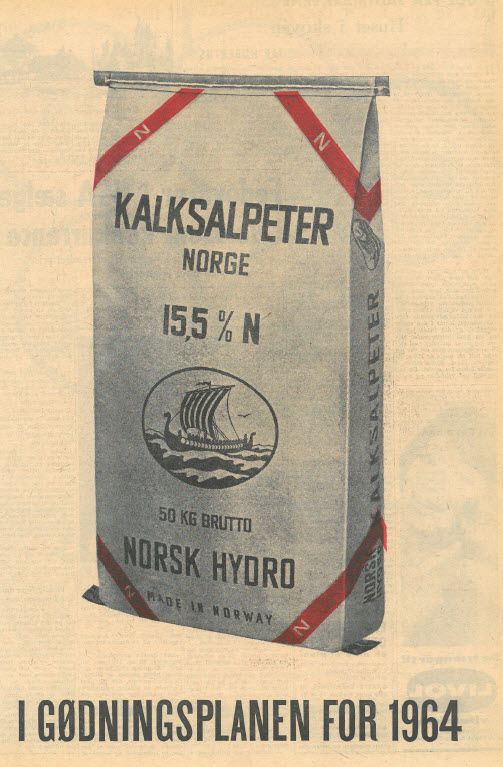 N
N
KALKSALPETER
NORGE
15,5 % N
50 KG BRUTTO
NORSK HYDRO
MADE IN NORWAY
N
N
KALKSALPETER
NORSK
I GØDNINGSPLANEN FOR 1964